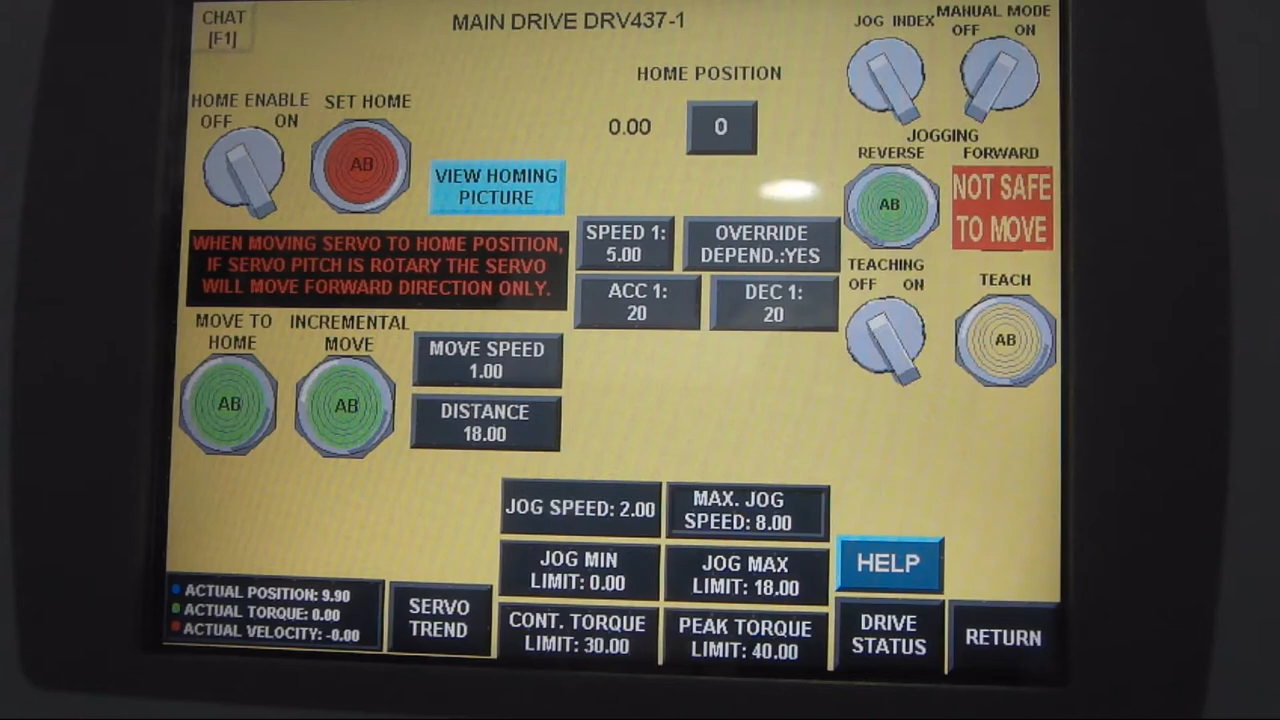 CHAT
[F1]
MAIN DRIVE DRV437-1
JOG INDEX
MANUAL MODE
OFF ON
HOME POSITION
0.00
0
HOME ENABLE
OFF ON
SET HOME
AB
VIEW HOMING
PICTURE
JOGGING
REVERSE
FORWARD
AB
NOT SAFE
TO MOVE
WHEN MOVING SERVO TO HOME POSITION,
IF SERVO PITCH IS ROTARY THE SERVO
WILL MOVE FORWARD DIRECTION ONLY.
SPEED 1:
5.00
OVERRIDE
DEPEND.:YES
ACC 1:
20
DEC 1:
20
TEACHING
OFF ON
TEACH
AB
MOVE TO
HOME
AB
INCREMENTAL
MOVE
AB
MOVE SPEED
1.00
DISTANCE
18.00
JOG SPEED: 2.00
MAX. JOG
SPEED: 8.00
JOG MIN
LIMIT: 0.00
JOG MAX
LIMIT: 18.00
HELP
ACTUAL POSITION: 9.90
ACTUAL TORQUE: 0.00
ACTUAL VELOCITY: -0.00
SERVO
TREND
CONT. TORQUE
LIMIT: 30.00
PEAK TORQUE
LIMIT: 40.00
DRIVE
STATUS
RETURN